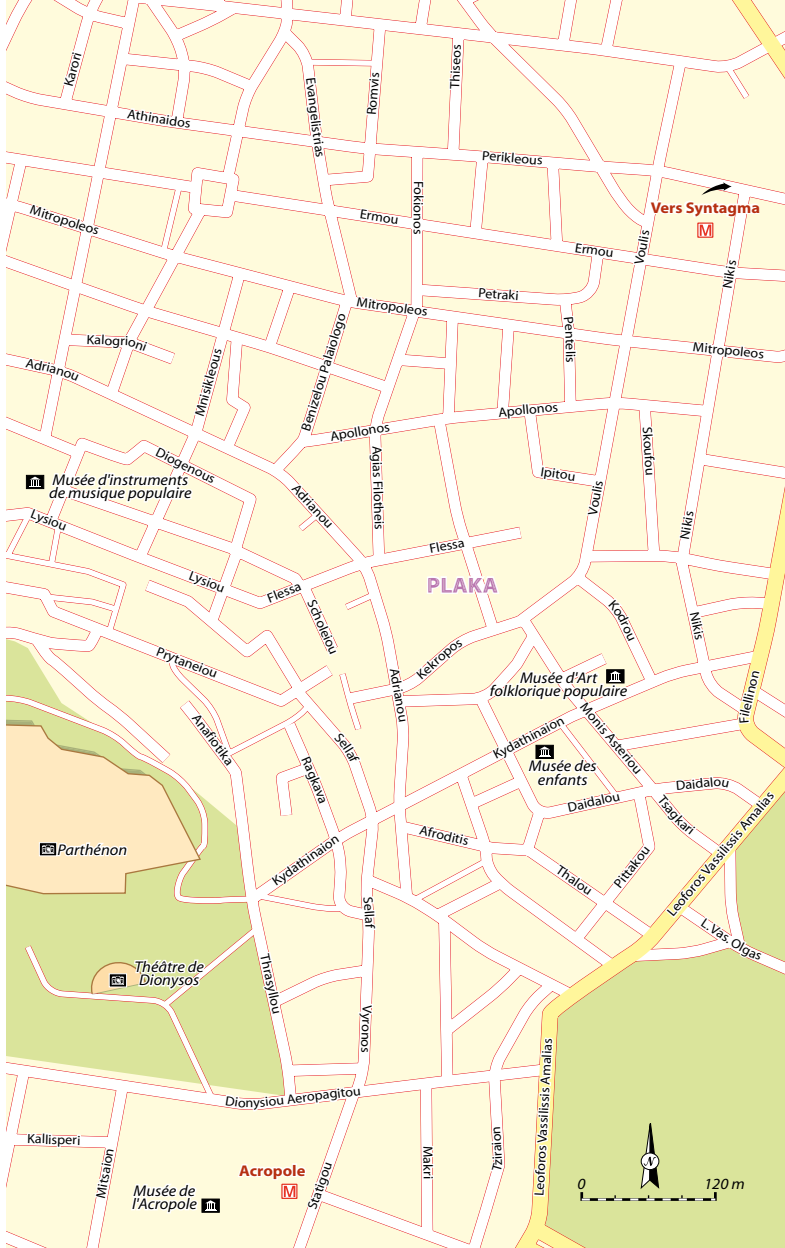 Karori
Evangelistrias
Romvis
Thiseos
Athinaidos
Perikleous
Fokionos
Vers Syntagma
M
Mitropoleos
Ermou
Ermou
Voulis
Nikis
Petraki
Mitropoleos
Pentelis
Mitropoleos
Kalogrioni
Adrianou
Mnisikleous
Benizelou Palaiologo
Apollonos
Apollonos
Skoufou
Agias Filotheis
Diogenous
Musée d'instruments
de musique populaire
Ipitou
Voulis
Adrianou
Lysiou
Nikis
Flessa
PLAKA
Lysiou
Flessa
Scholeiou
Kodrou
Nikis
Kekropos
Prytaneiou
Adrianou
Musée d'Art
folklorique populaire
Filellinon
Anafiotika
Sellaf
Monis Asteriou
Kydathinaion
Musée des
enfants
Ragkava
Daidalou
Daidalou
Tsagkari
Leoforos Vassilissis Amalias
Afroditis
Parthénon
Kydathinaion
Thalou
Pittakou
Sellaf
L. Vas. Olgas
Théâtre de
Dionysos
Thrasyllou
Vyronos
Leoforos Vassilissis Amalias
Dionysiou Aeropagitou
Kallisperi
Mitsaion
Acropole
M
Statigou
Makri
Tziraion
N
Musée de
l'Acropole
0 120 m